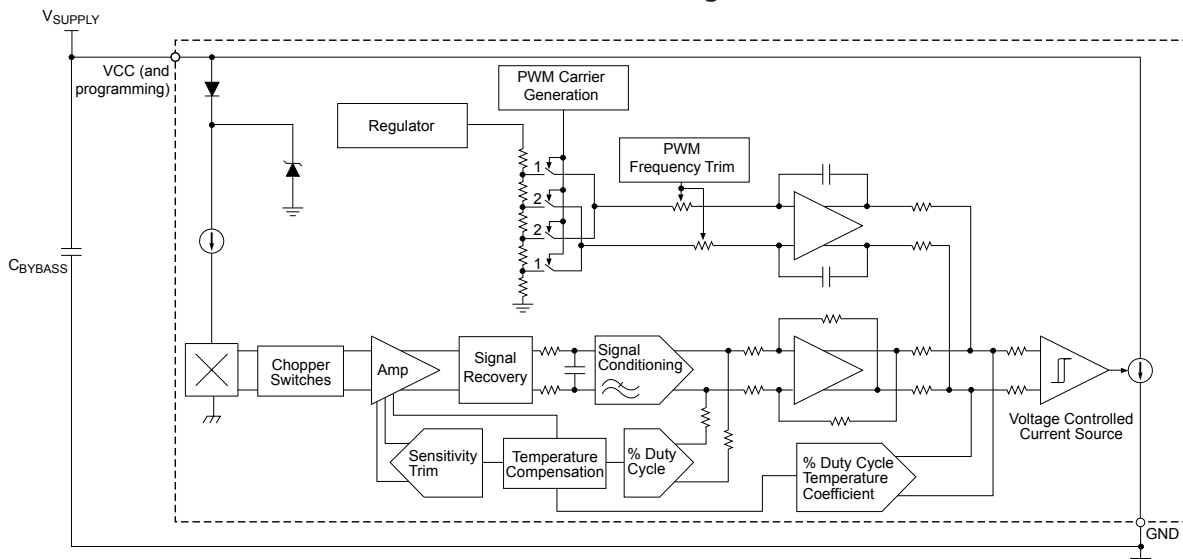 VSUPPLY
VCC (and
programming)
PWM Carrier
Generation
Regulator
PWM
Frequency Trim
1
2
2
1
CBYBASS
Chopper
Switches
Amp
Signal
Recovery
Signal
Conditioning
Sensitivity
Trim
Temperature
Compensation
% Duty
Cycle
% Duty Cycle
Temperature
Coefficient
Voltage Controlled
Current Source
GND